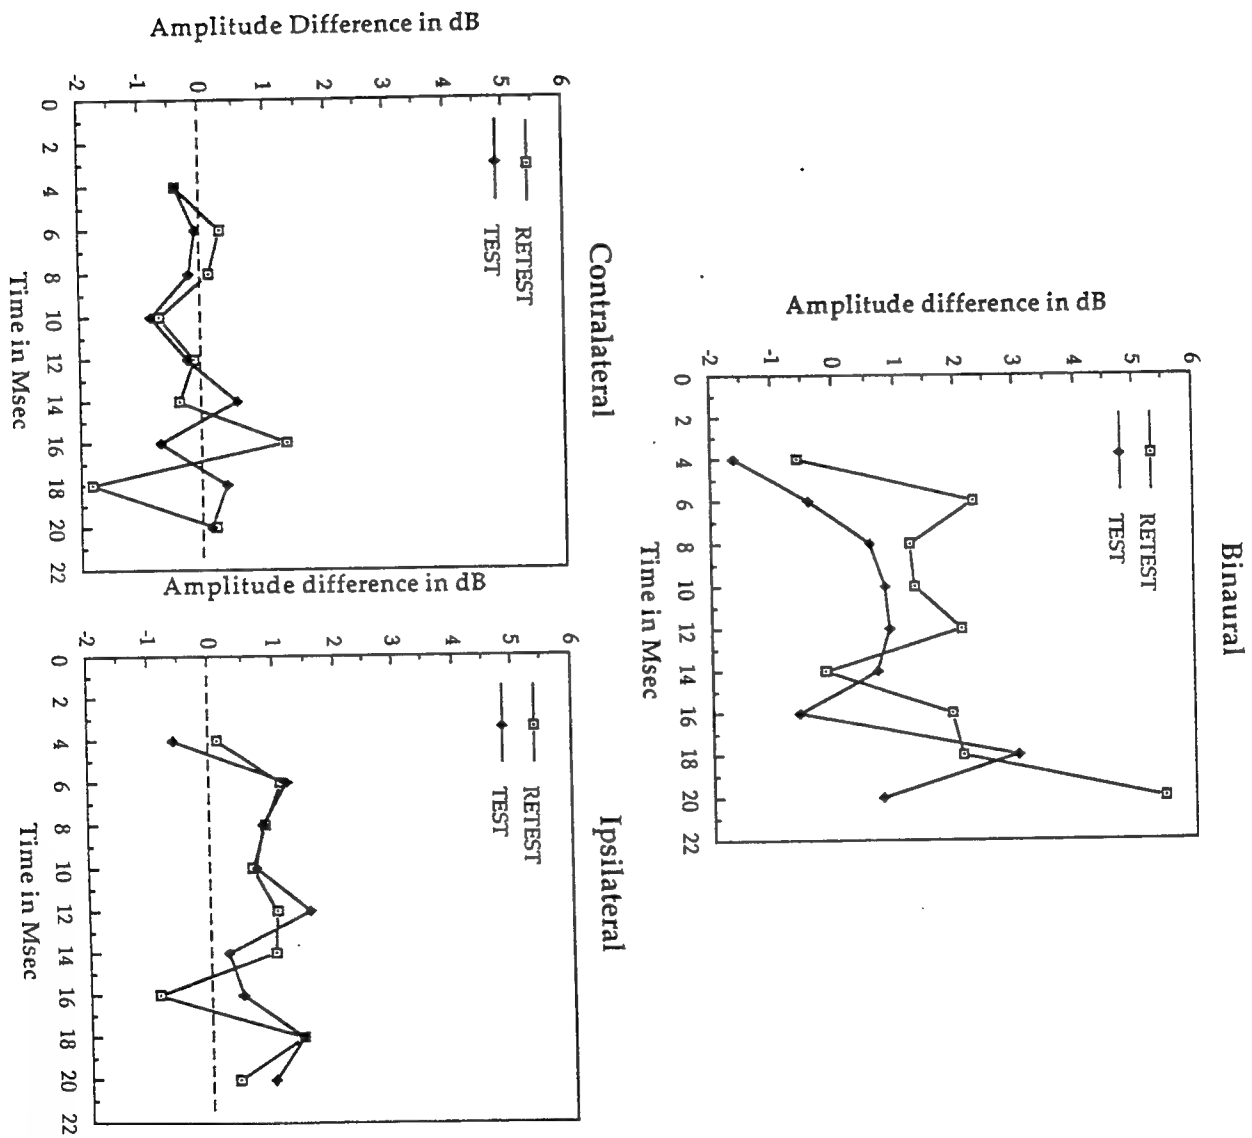 Binaural
Amplitude difference in dB
6
5
4
3
2
1
0
-1
-2
RETEST
TEST
0 2 4 6 8 10 12 14 16 18 20 22
Time in Msec
Contralateral
Amplitude Difference in dB
6
5
4
3
2
1
0
-1
-2
RETEST
TEST
0 2 4 6 8 10 12 14 16 18 20 22
Time in Msec
Ipsilateral
Amplitude difference in dB
6
5
4
3
2
1
0
-1
-2
RETEST
TEST
0 2 4 6 8 10 12 14 16 18 20 22
Time in Msec